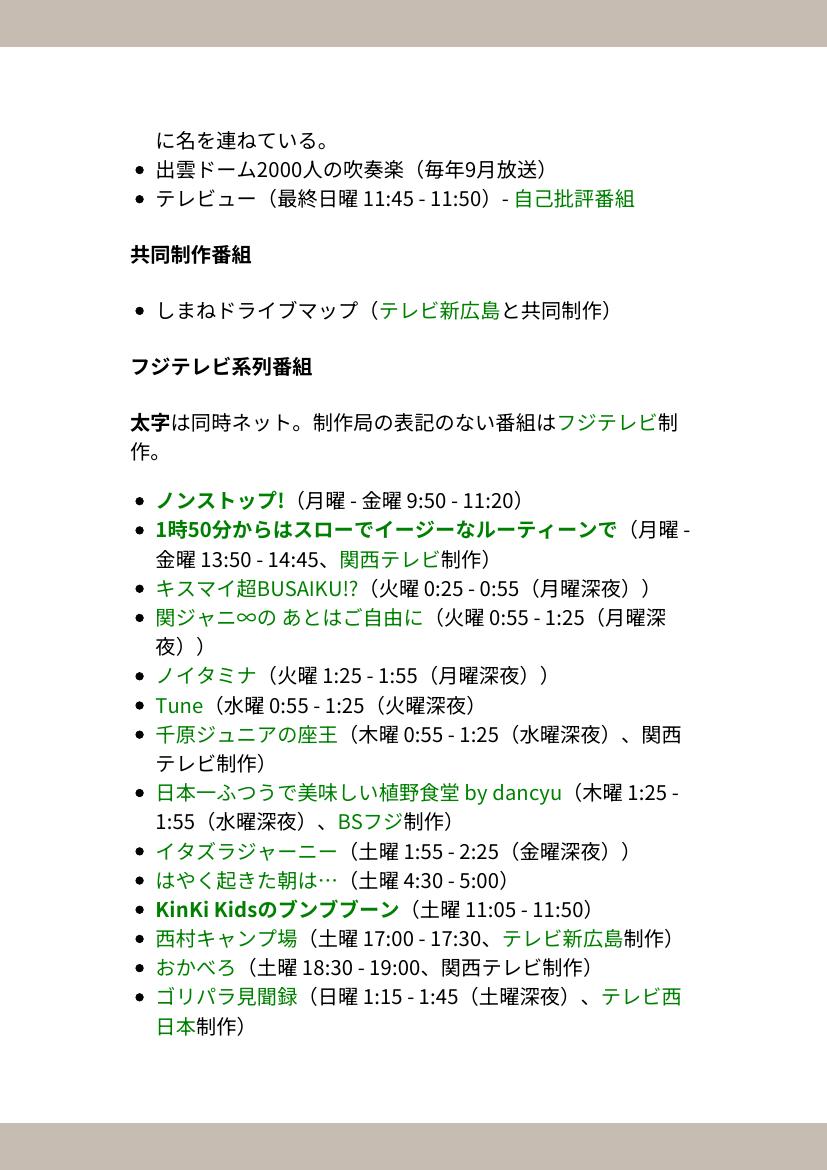 に名を連ねている。
• 出雲ドーム2000人の吹奏楽（毎年9月放送）
• テレビュー（最終日曜 11:45 - 11:50）- 自己批評番組
共同制作番組
• しまねドライブマップ（テレビ新広島と共同制作）
フジテレビ系列番組
太字は同時ネット。制作局の表記のない番組はフジテレビ制
作。
• ノンストップ!（月曜 - 金曜 9:50 - 11:20）
• 1時50分からはスローでイージーなルーティーンで（月曜 -
金曜 13:50 - 14:45、関西テレビ制作）
• キスマイ超BUSAIKU!?（火曜 0:25 - 0:55（月曜深夜））
• 関ジャニ∞の あとはご自由に（火曜 0:55 - 1:25（月曜深
夜））
• ノイタミナ（火曜 1:25 - 1:55（月曜深夜））
• Tune（水曜 0:55 - 1:25（火曜深夜）
• 千原ジュニアの座王（木曜 0:55 - 1:25（水曜深夜）、関西
テレビ制作）
• 日本一ふつうで美味しい植野食堂 by dancyu（木曜 1:25 -
1:55（水曜深夜）、BSフジ制作）
• イタズラジャーニー（土曜 1:55 - 2:25（金曜深夜））
• はやく起きた朝は…（土曜 4:30 - 5:00）
• KinKi Kidsのブンブブーン（土曜 11:05 - 11:50）
• 西村キャンプ場（土曜 17:00 - 17:30、テレビ新広島制作）
• おかべろ（土曜 18:30 - 19:00、関西テレビ制作）
• ゴリパラ見聞録（日曜 1:15 - 1:45（土曜深夜）、テレビ西
日本制作）